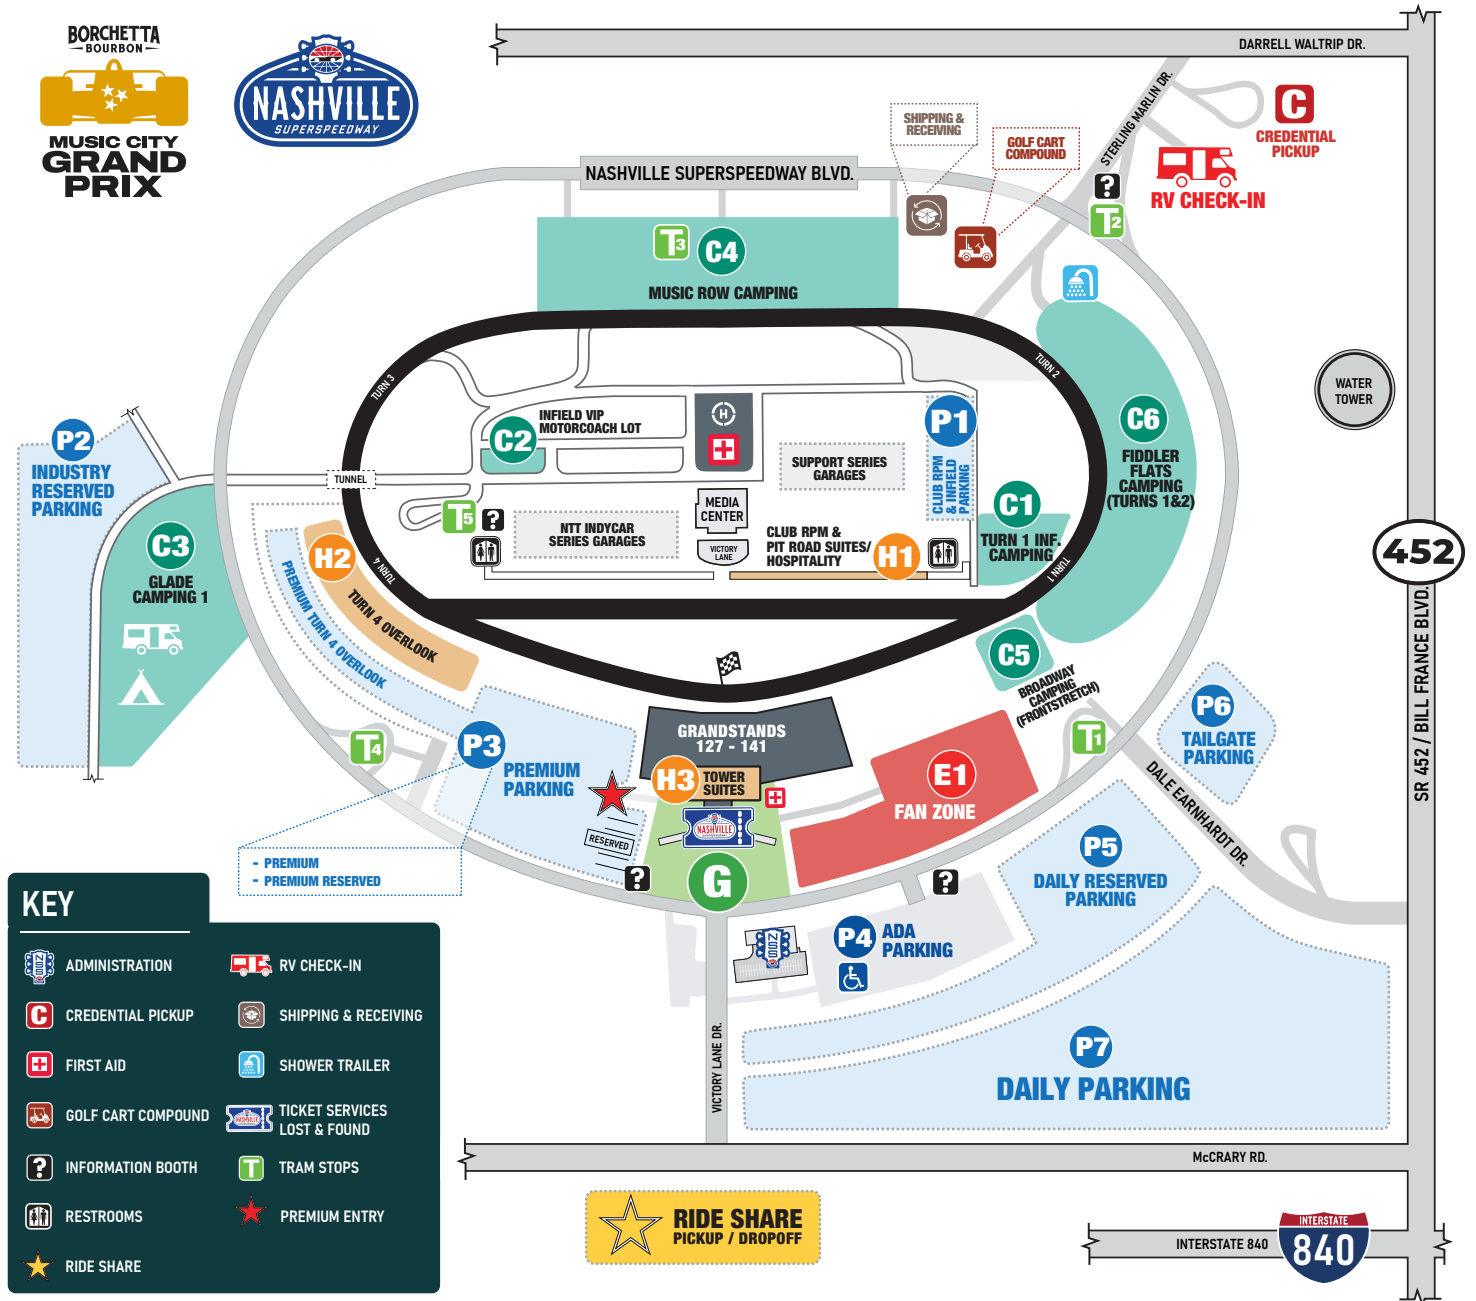 BORCHETTA
BOURBON
MUSIC CITY
GRAND
PRIX
NASHVILLE
SUPERSPEEDWAY
DARRELL WALTRIP DR.
STERLING MARLIN DR.
C
CREDENTIAL
PICKUP
RV CHECK-IN
SHIPPING &
RECEIVING
GOLF CART
COMPOUND
?
T2
NASHVILLE SUPERSPEEDWAY BLVD.
T3
C4
MUSIC ROW CAMPING
TURN 3
TURN 2
WATER
TOWER
INFIELD VIP
MOTORCOACH LOT
C2
H
P1
CLUB RPM
& INFIELD
PARKING
SUPPORT SERIES
GARAGES
C6
FIDDLER
FLATS
CAMPING
(TURNS 1&2)
P2
INDUSTRY
RESERVED
PARKING
TUNNEL
T5
?
NTT INDYCAR
SERIES GARAGES
MEDIA
CENTER
VICTORY
LANE
CLUB RPM &
PIT ROAD SUITES/
HOSPITALITY
H1
C1
TURN 1 INF.
CAMPING
TURN 1
C3
GLADE
CAMPING 1
H2
TURN 4
TURN 4 OVERLOOK
PREMIUM TURN 4 OVERLOOK
452
SR 452 / BILL FRANCE BLVD.
C5
BROADWAY
CAMPING
(FRONTSTRETCH)
P6
TAILGATE
PARKING
T1
DALE EARNHARDT DR.
T4
P3
PREMIUM
PARKING
RESERVED
- PREMIUM
- PREMIUM RESERVED
GRANDSTANDS
127 - 141
H3
TOWER
SUITES
NASHVILLE
E1
FAN ZONE
?
G
?
P5
DAILY RESERVED
PARKING
P4
ADA
PARKING
NSS
P7
DAILY PARKING
VICTORY LANE DR.
McCRARY RD.
RIDE SHARE
PICKUP / DROPOFF
INTERSTATE 840
INTERSTATE
840
KEY
NSS
ADMINISTRATION
C
CREDENTIAL PICKUP
FIRST AID
GOLF CART COMPOUND
?
INFORMATION BOOTH
RESTROOMS
RIDE SHARE
RV CHECK-IN
SHIPPING & RECEIVING
SHOWER TRAILER
NASHVILLE
TICKET SERVICES
LOST & FOUND
T
TRAM STOPS
PREMIUM ENTRY